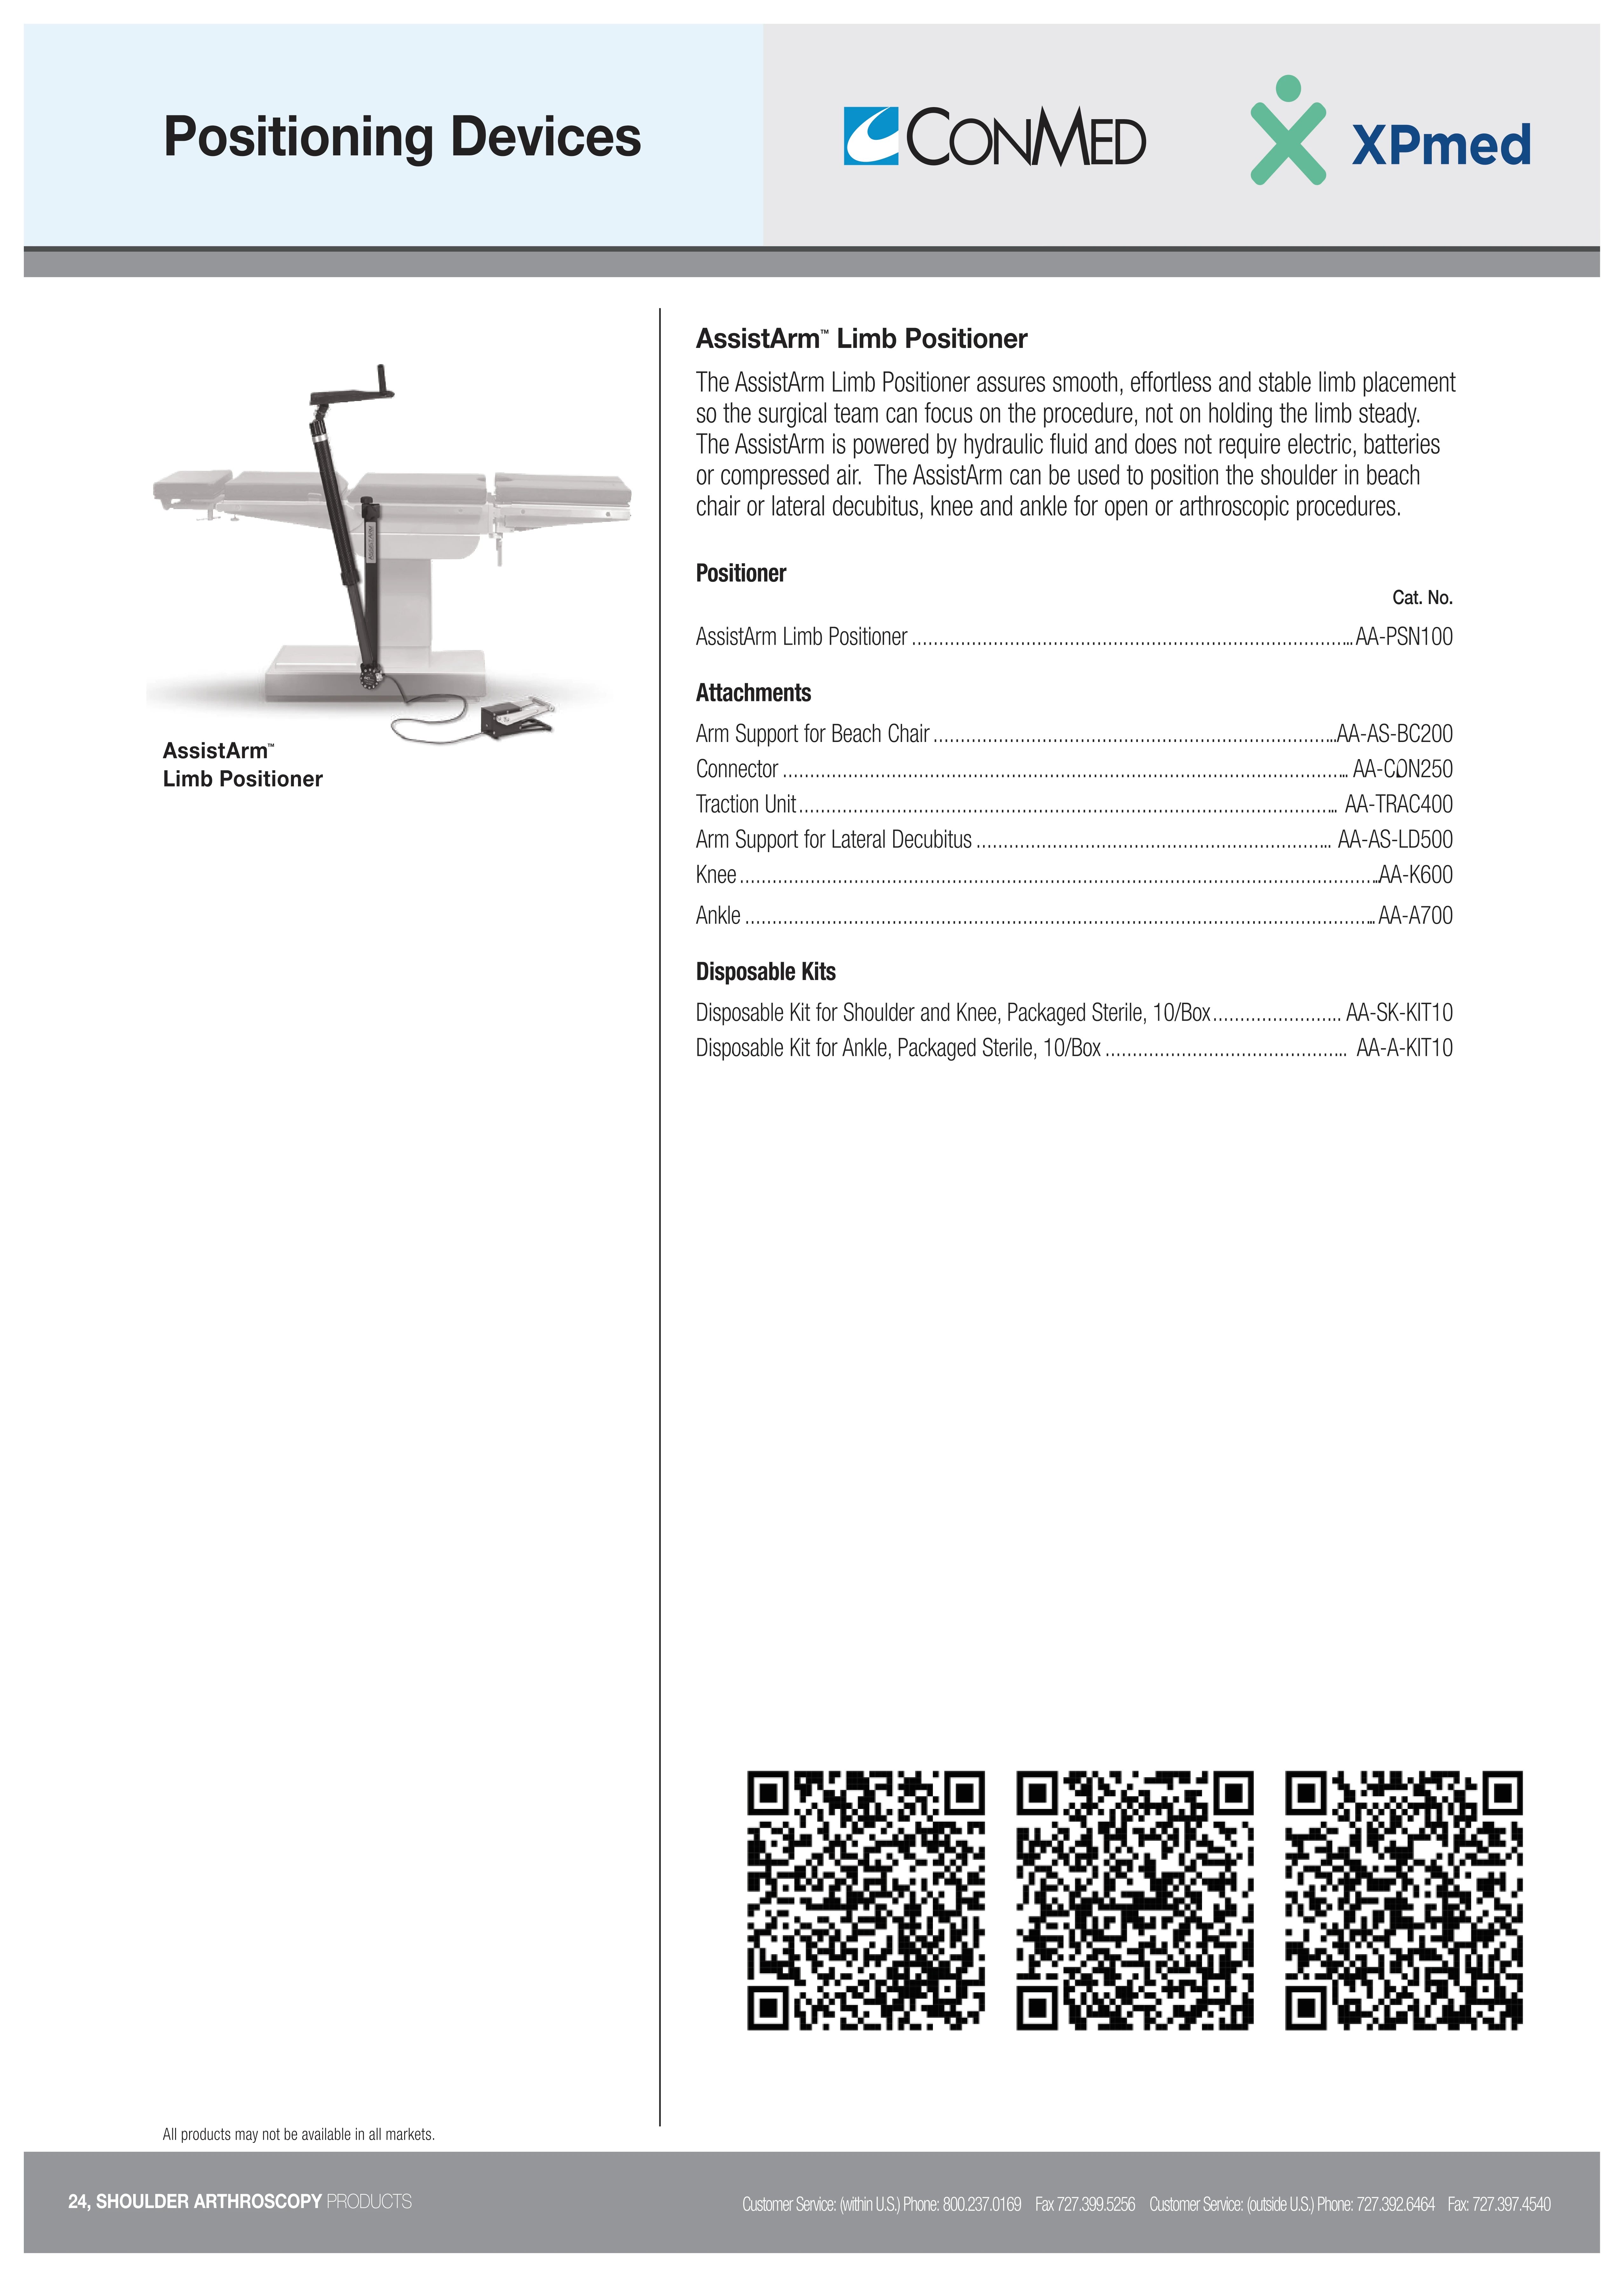 Positioning Devices
CONMED
XPmed
AssistArm™ Limb Positioner
The AssistArm Limb Positioner assures smooth, effortless and stable limb placement
so the surgical team can focus on the procedure, not on holding the limb steady.
The AssistArm is powered by hydraulic fluid and does not require electric, batteries
or compressed air.  The AssistArm can be used to position the shoulder in beach
chair or lateral decubitus, knee and ankle for open or arthroscopic procedures.
Positioner
Cat. No.
AssistArm Limb Positioner ........ AA-PSN100
Attachments
Arm Support for Beach Chair ........ AA-AS-BC200
Connector ........ AA-CON250
Traction Unit ........ AA-TRAC400
Arm Support for Lateral Decubitus ........ AA-AS-LD500
Knee ........ AA-K600
Ankle ........ AA-A700
Disposable Kits
Disposable Kit for Shoulder and Knee, Packaged Sterile, 10/Box ........ AA-SK-KIT10
Disposable Kit for Ankle, Packaged Sterile, 10/Box ........ AA-A-KIT10
ASSIST ARM
AssistArm™
Limb Positioner
All products may not be available in all markets.
24, SHOULDER ARTHROSCOPY PRODUCTS
Customer Service: (within U.S.) Phone: 800.237.0169 Fax 727.399.5256 Customer Service: (outside U.S.) Phone: 727.392.6464 Fax: 727.397.4540